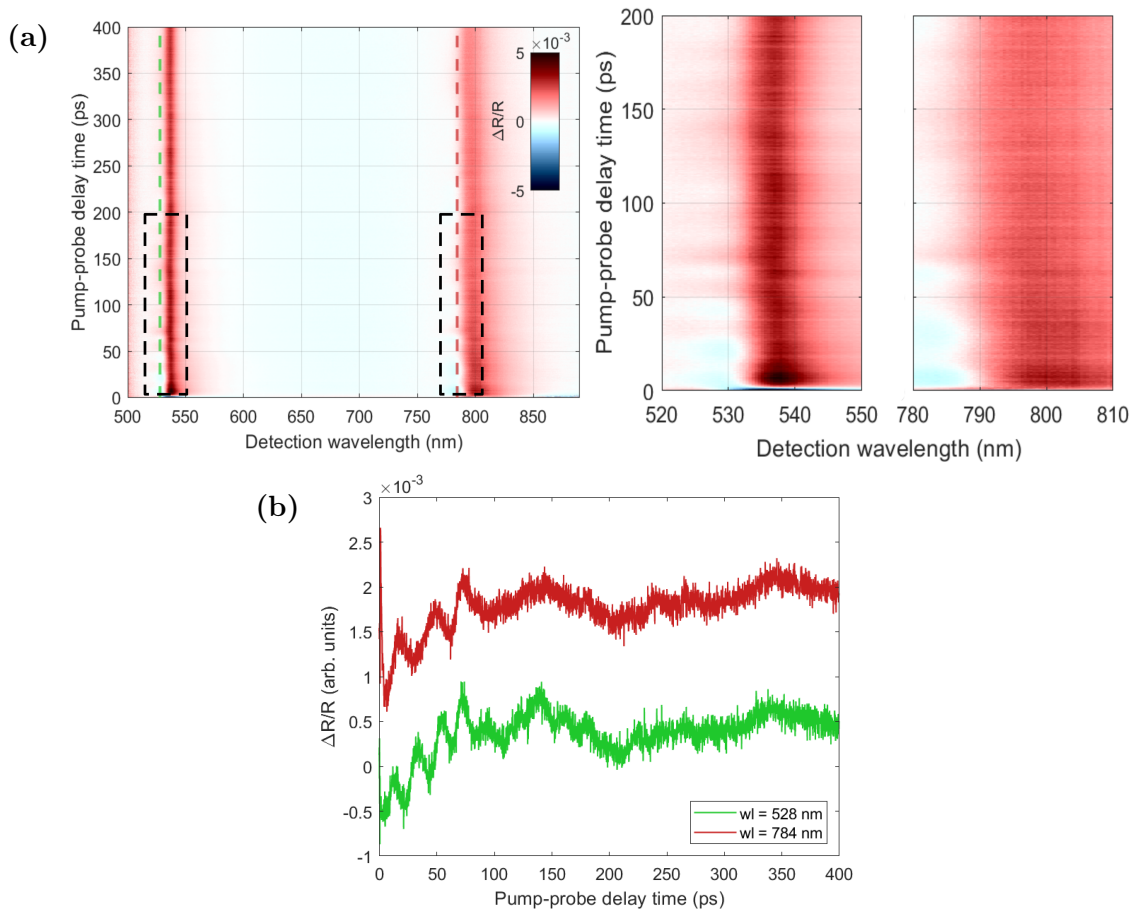 (a)
Pump-probe delay time (ps)
400
350
300
250
200
150
100
50
0
500 550 600 650 700 750 800 850
Detection wavelength (nm)
×10⁻³
5
0
-5
ΔR/R
Pump-probe delay time (ps)
200
150
100
50
0
520 530 540 550
780 790 800 810
Detection wavelength (nm)
(b)
×10⁻³
3
2.5
2
1.5
1
0.5
0
-0.5
-1
ΔR/R (arb. units)
0 50 100 150 200 250 300 350 400
Pump-probe delay time (ps)
wl = 528 nm
wl = 784 nm